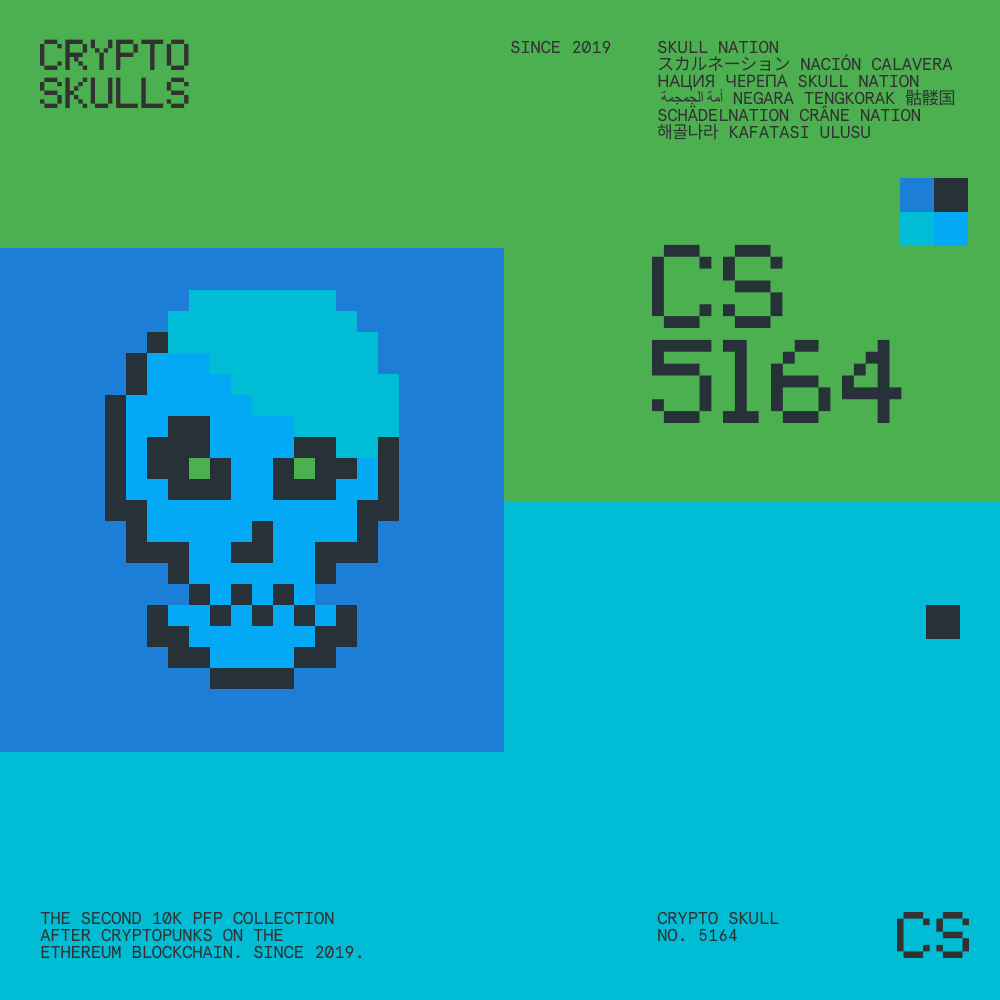 CRYPTO
SKULLS
SINCE 2019
SKULL NATION
スカルネーション NACIÓN CALAVERA
НАЦИЯ ЧЕРЕПА SKULL NATION
أمة الجمجمة NEGARA TENGKORAK 骷髅国
SCHÄDELNATION CRÂNE NATION
해골나라 KAFATASI ULUSU
CS
5164
THE SECOND 10K PFP COLLECTION
AFTER CRYPTOPUNKS ON THE
ETHEREUM BLOCKCHAIN. SINCE 2019.
CRYPTO SKULL
NO. 5164
CS